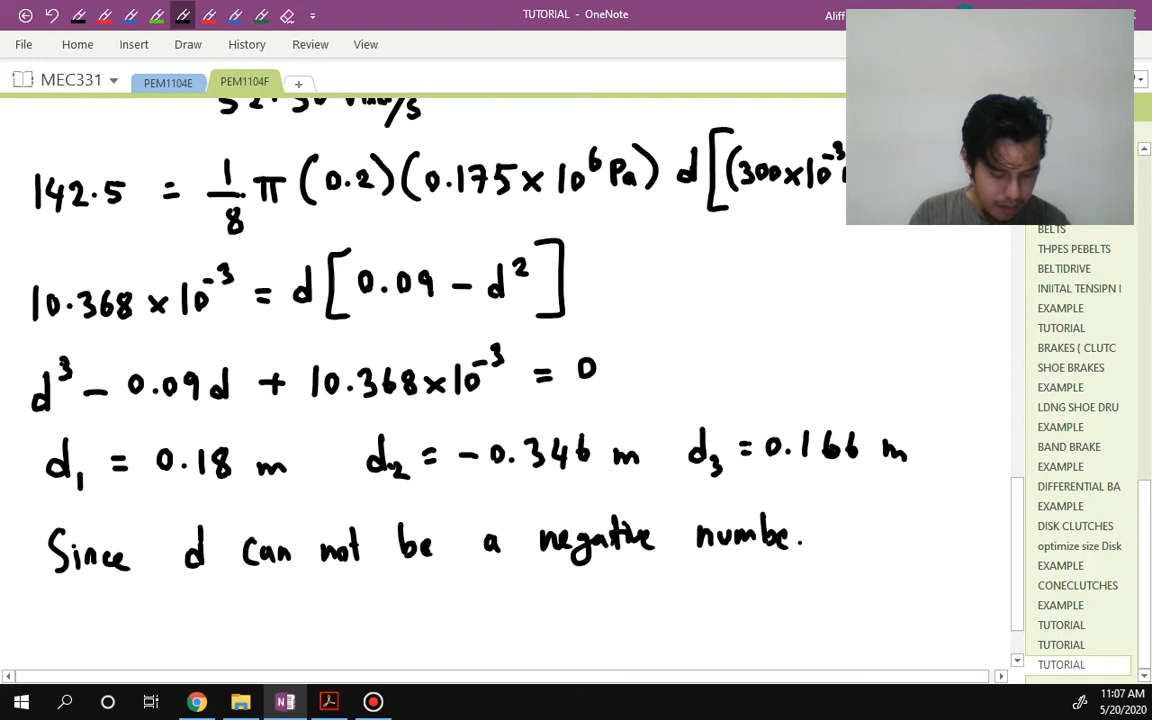 TUTORIAL - OneNote
Aliff
File Home Insert Draw History Review View
MEC331 PEM1104E PEM1104F +
142.5 = 1/8 π (0.2)(0.175 × 10⁶ Pa) d [(300×10⁻³
10.368 × 10⁻³ = d [0.09 - d²]
d³ - 0.09d + 10.368×10⁻³ = 0
d₁ = 0.18 m d₂ = -0.346 m d₃ = 0.166 m
Since d can not be a negative numbe.
BELTS
THPES PEBELTS
BELTIDRIVE
INIITAL TENSIPN I
EXAMPLE
TUTORIAL
BRAKES { CLUTC
SHOE BRAKES
EXAMPLE
LDNG SHOE DRU
EXAMPLE
BAND BRAKE
EXAMPLE
DIFFERENTIAL BA
EXAMPLE
DISK CLUTCHES
optimize size Disk
EXAMPLE
CONECLUTCHES
EXAMPLE
TUTORIAL
TUTORIAL
TUTORIAL
11:07 AM
5/20/2020